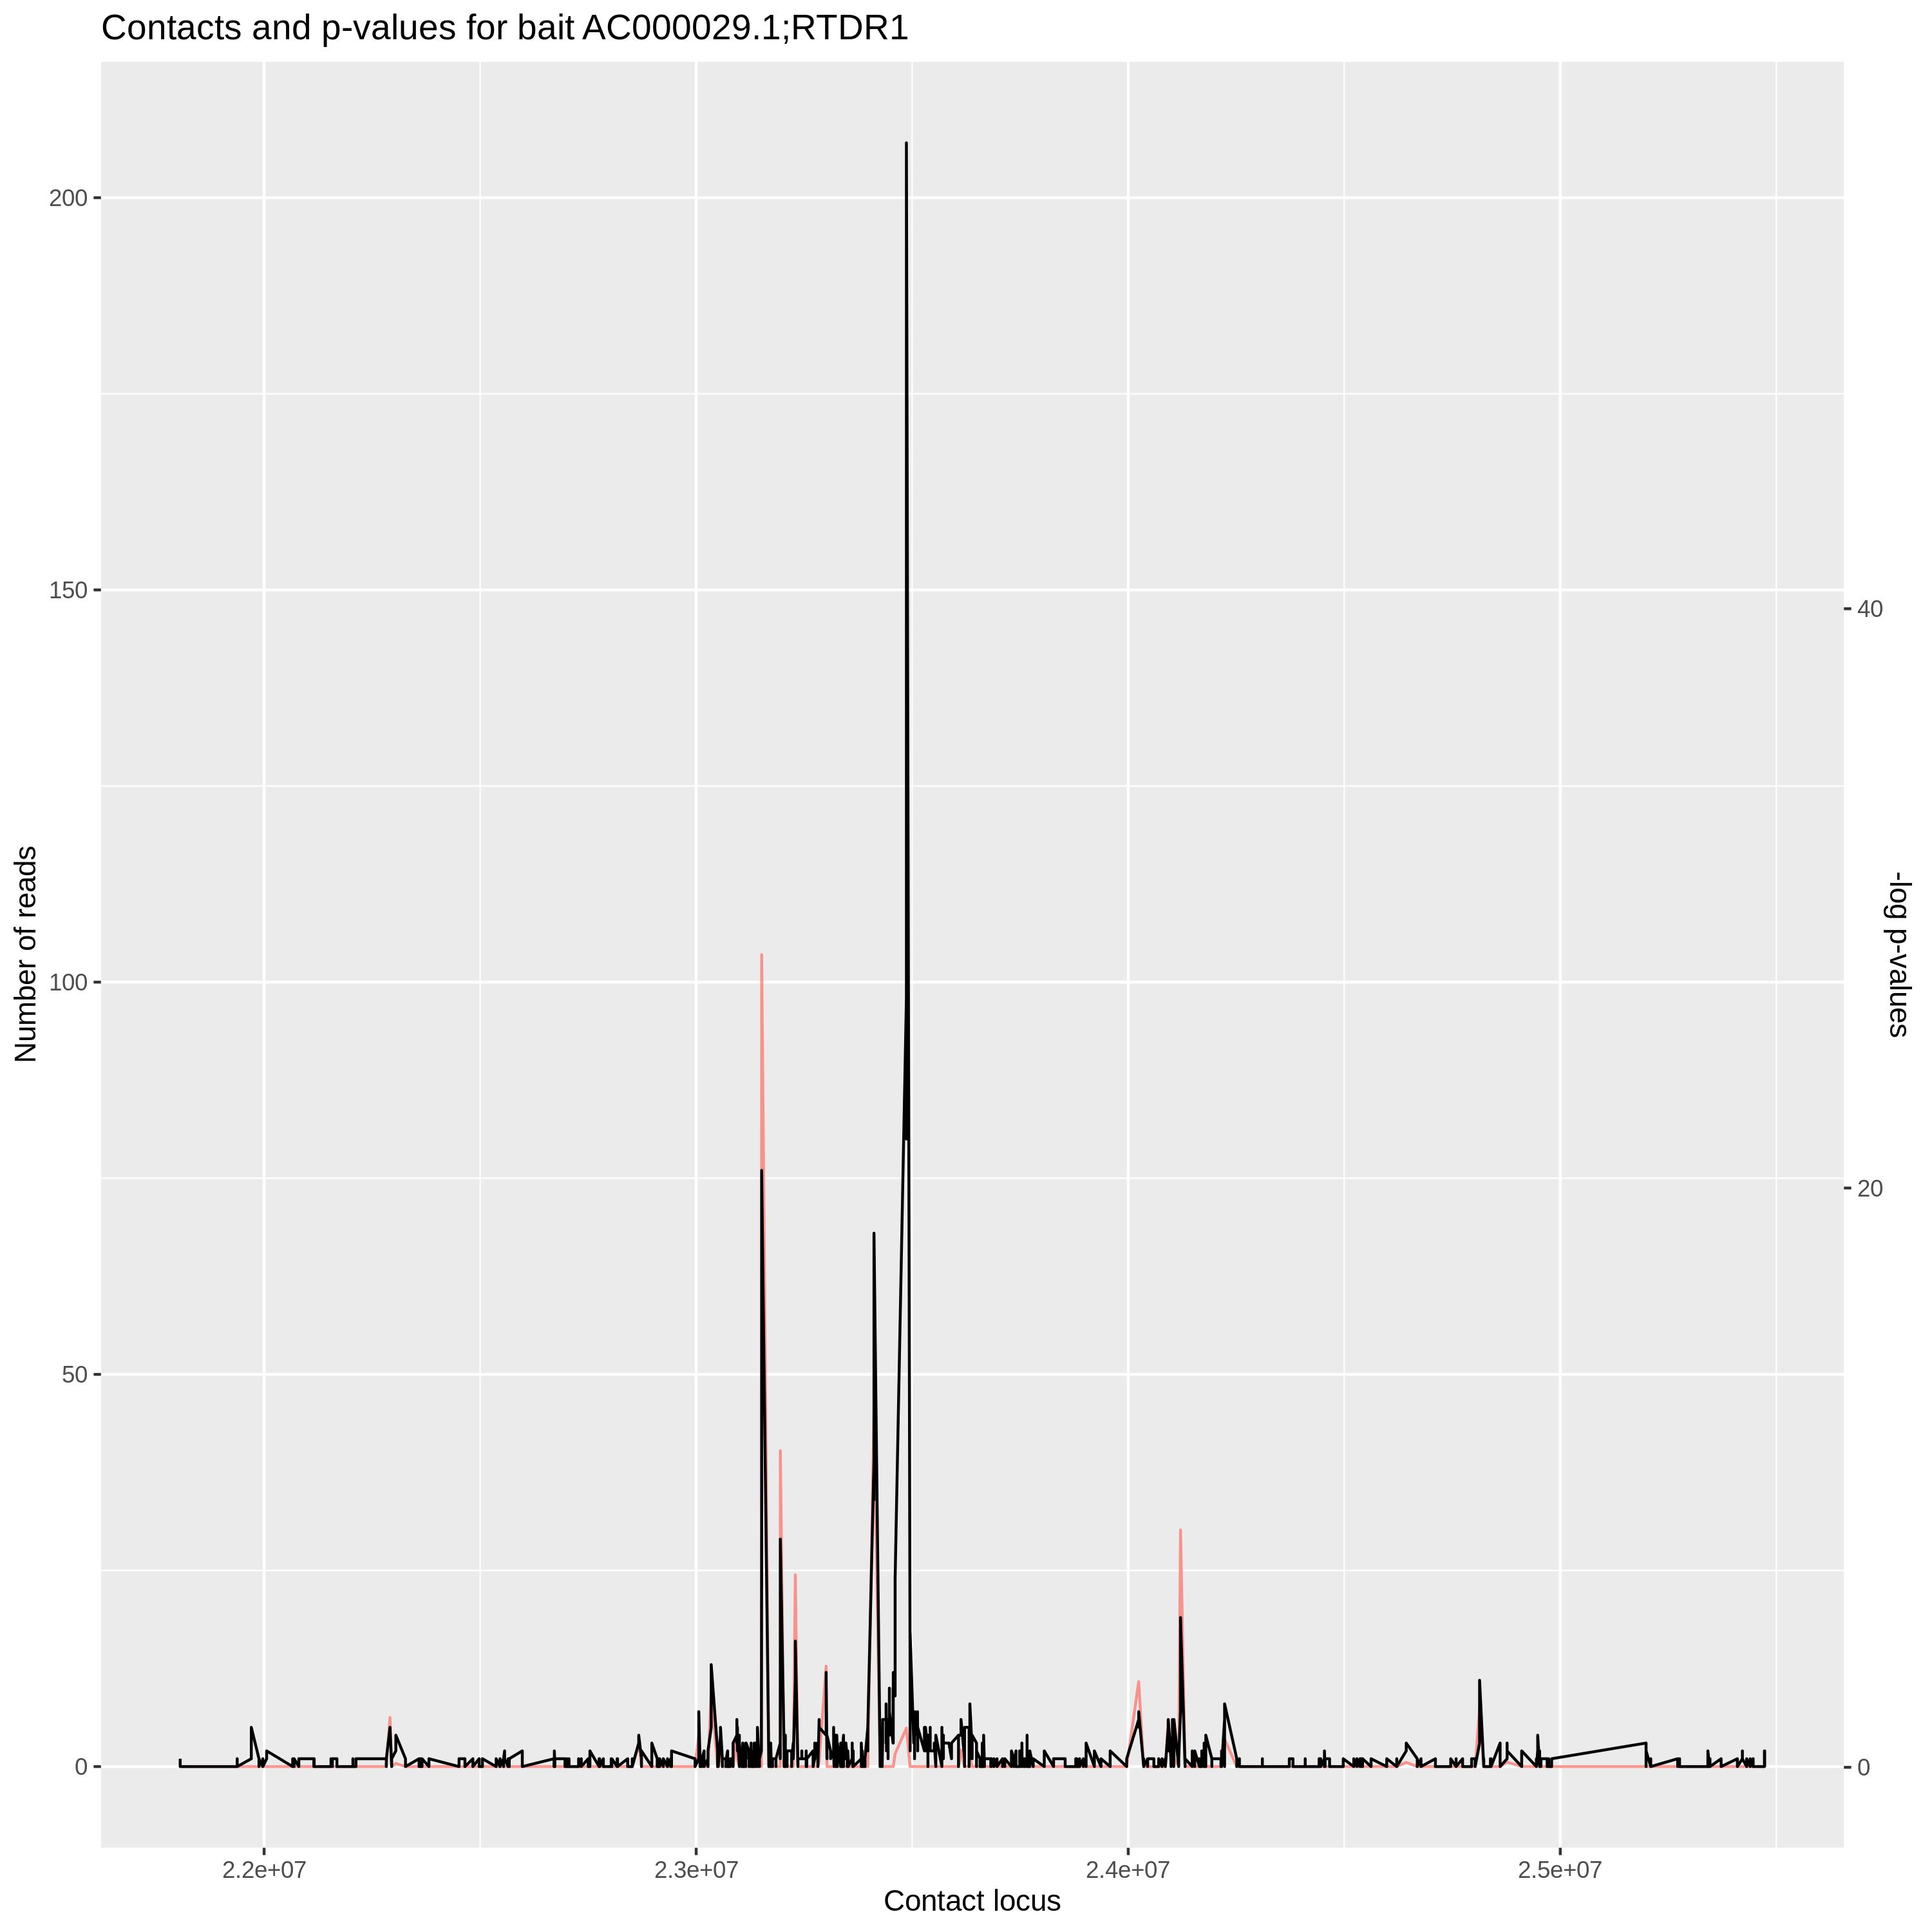 Contacts and p-values for bait AC000029.1;RTDR1
200
150
100
50
0
Number of reads
40
20
0
-log p-values
2.2e+07
2.3e+07
2.4e+07
2.5e+07
Contact locus